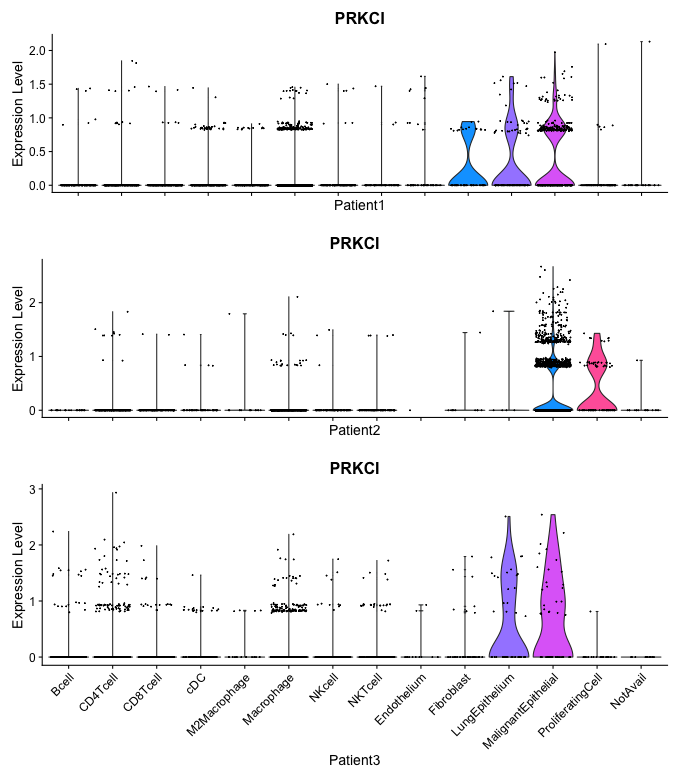 PRKCI
Expression Level
2.0
1.5
1.0
0.5
0.0
Patient1
PRKCI
Expression Level
2
1
0
Patient2
PRKCI
Expression Level
3
2
1
0
Bcell
CD4Tcell
CD8Tcell
cDC
M2Macrophage
Macrophage
NKcell
NKTcell
Endothelium
Fibroblast
LungEpithelium
MalignantEpithelial
ProliferatingCell
NotAvail
Patient3